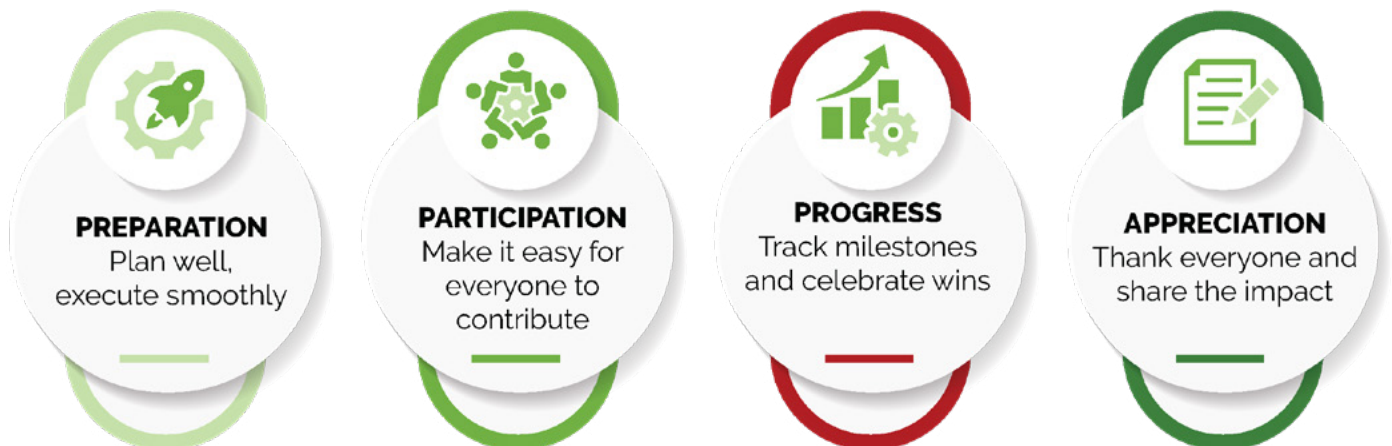 PREPARATION
Plan well,
execute smoothly
PARTICIPATION
Make it easy for
everyone to
contribute
PROGRESS
Track milestones
and celebrate wins
APPRECIATION
Thank everyone and
share the impact